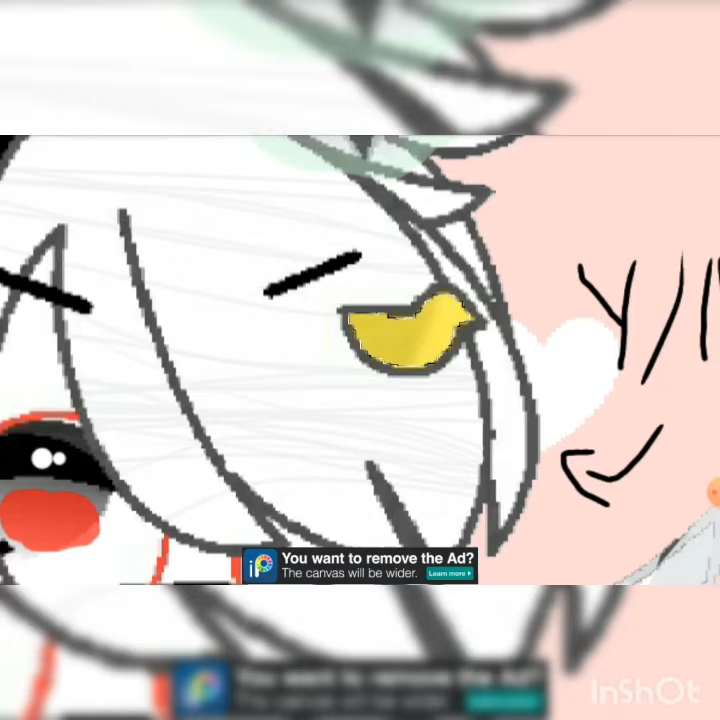 Y/N
You want to remove the Ad?
The canvas will be wider.
Learn more
InShOt